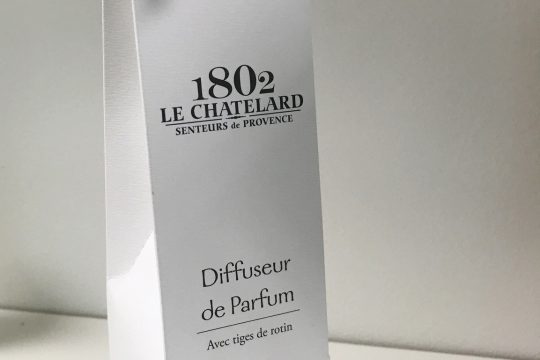 1802
LE CHATELARD
SENTEURS de PROVENCE
Diffuseur
de Parfum
Avec tiges de rotin